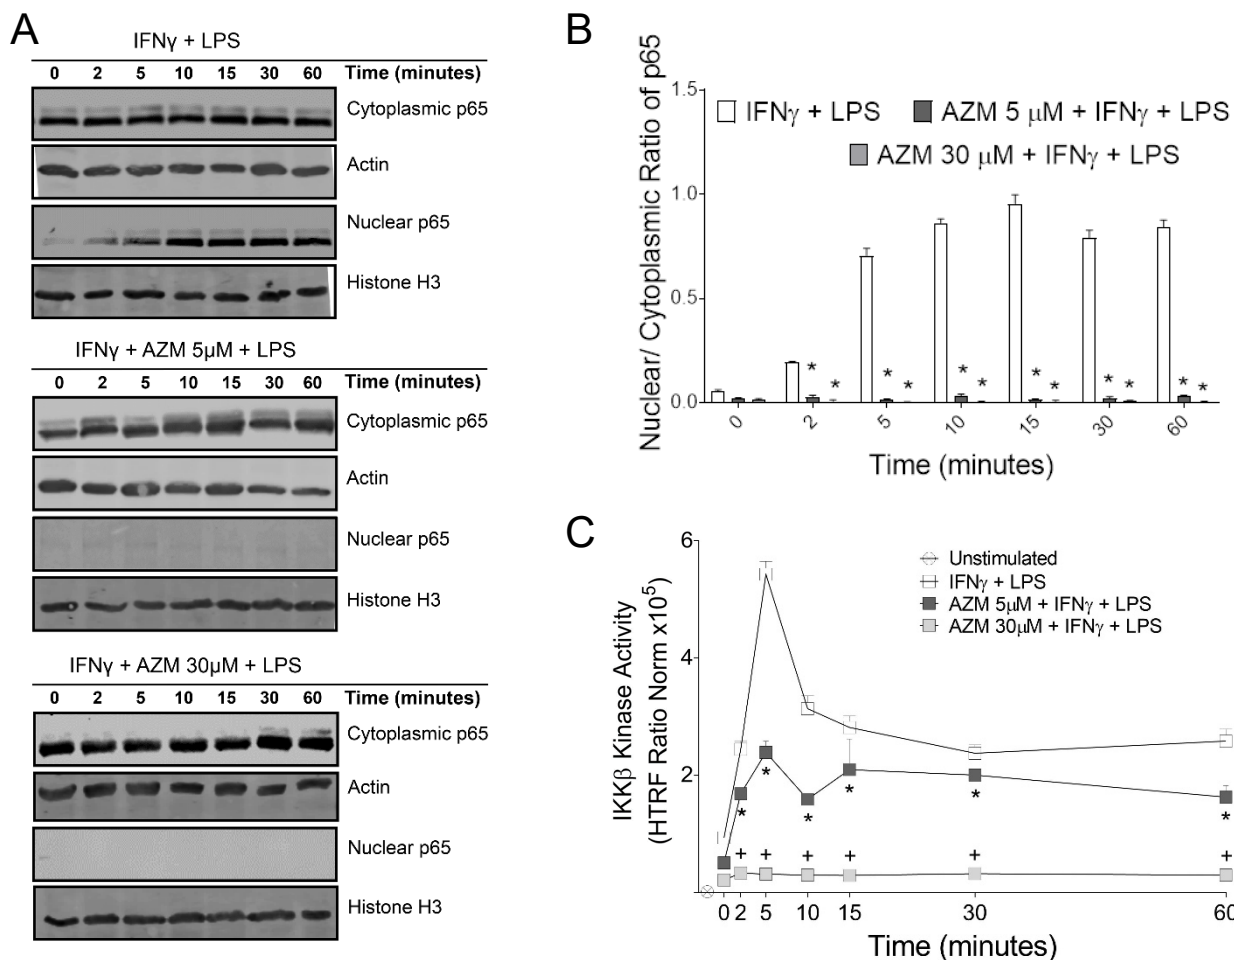 A
IFNγ + LPS
0 2 5 10 15 30 60 Time (minutes)
Cytoplasmic p65
Actin
Nuclear p65
Histone H3
IFNγ + AZM 5µM + LPS
0 2 5 10 15 30 60 Time (minutes)
Cytoplasmic p65
Actin
Nuclear p65
Histone H3
IFNγ + AZM 30µM + LPS
0 2 5 10 15 30 60 Time (minutes)
Cytoplasmic p65
Actin
Nuclear p65
Histone H3
B
Nuclear/ Cytoplasmic Ratio of p65
1.5
1.0
0.5
0.0
IFNγ + LPS
AZM 5 µM + IFNγ + LPS
AZM 30 µM + IFNγ + LPS
* * * * * * * * * * * *
0 2 5 10 15 30 60
Time (minutes)
C
IKKβ Kinase Activity
(HTRF Ratio Norm x10⁵)
6
4
2
Unstimulated
IFNγ + LPS
AZM 5µM + IFNγ + LPS
AZM 30µM + IFNγ + LPS
* * * * * *
+ + + + + +
0 2 5 10 15 30 60
Time (minutes)